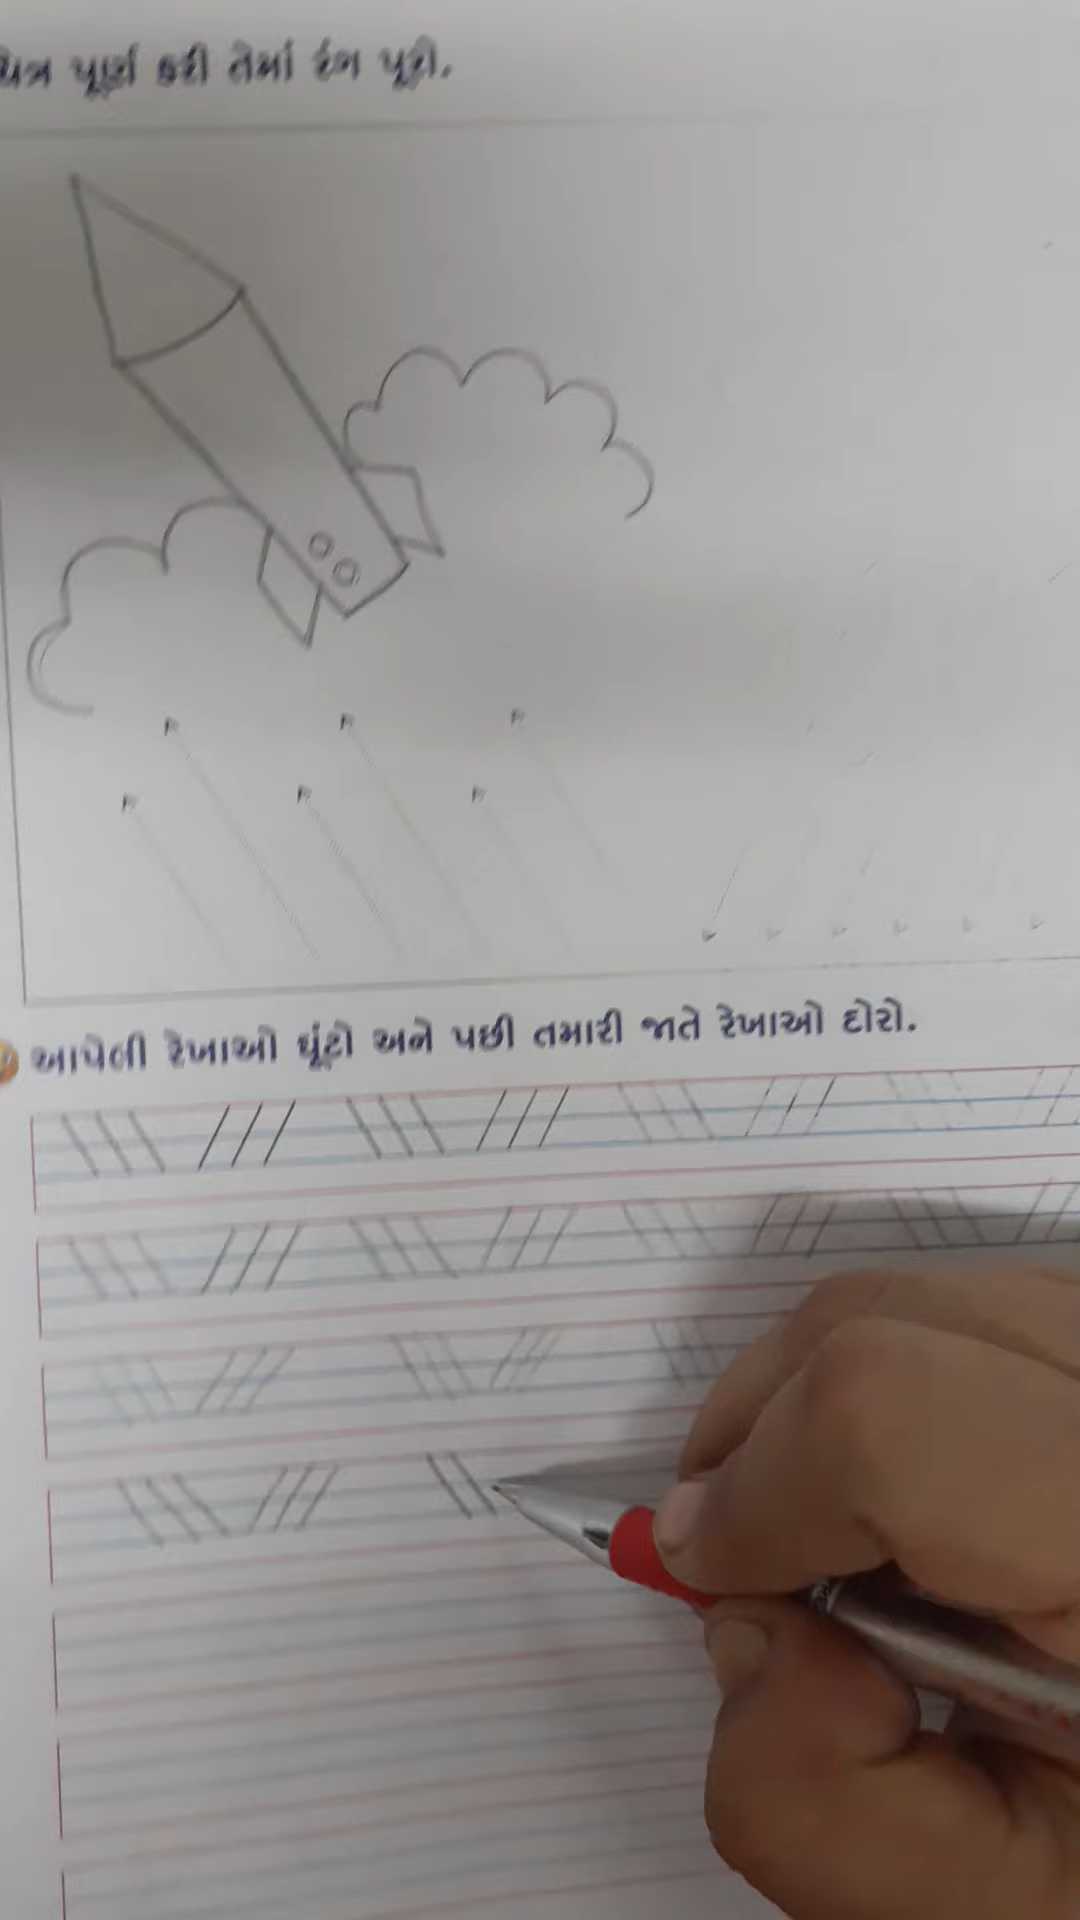 ચિત્ર પૂર્ણ કરી તેમાં રંગ પૂરો.
આપેલી રેખાઓ ઘૂંટો અને પછી તમારી જાતે રેખાઓ દોરો.